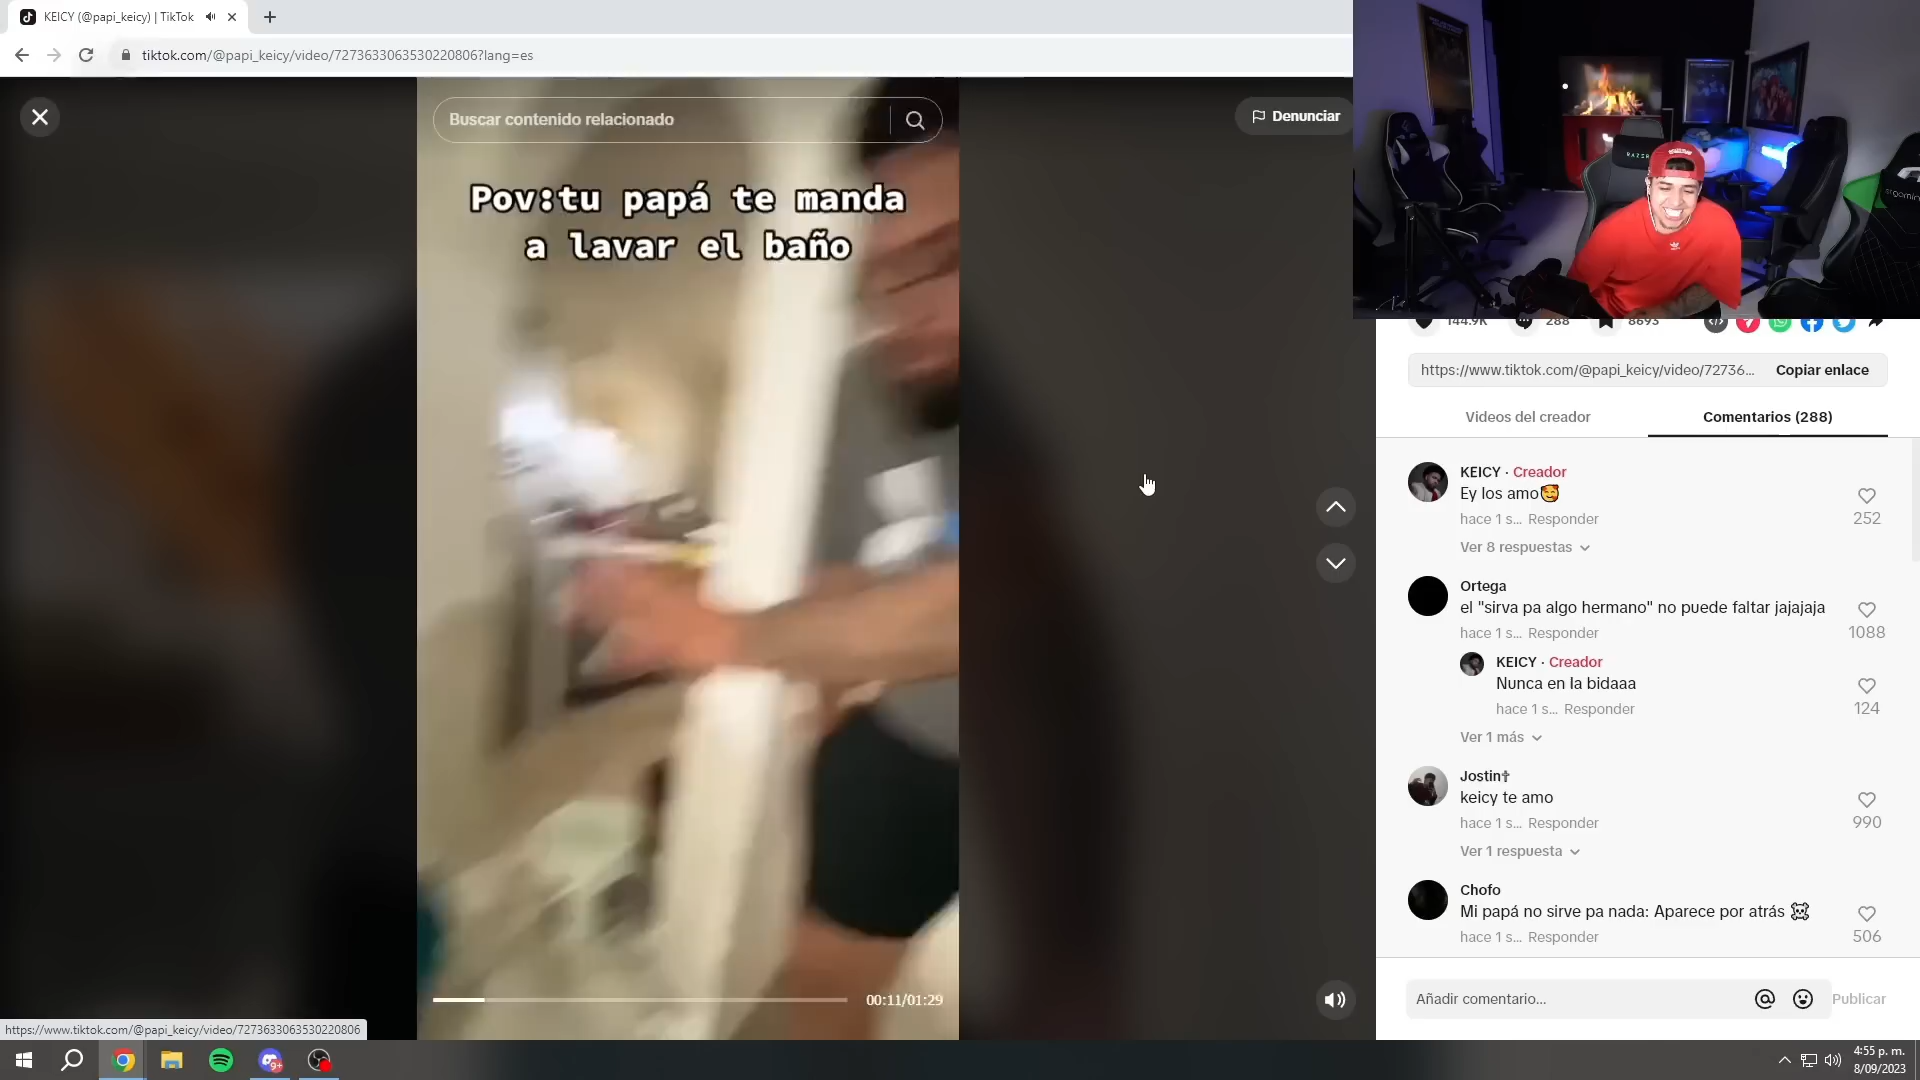 KEICY (@papi_keicy) | TikTok
tiktok.com/@papi_keicy/video/7273633063530220806?lang=es
Buscar contenido relacionado
Denunciar
Pov:tu papá te manda
a lavar el baño
RAZER
144.9K 288 8693
https://www.tiktok.com/@papi_keicy/video/72736... Copiar enlace
Videos del creador Comentarios (288)
KEICY · Creador
Ey los amo🥰
252
hace 1 s... Responder
Ver 8 respuestas
Ortega
el "sirva pa algo hermano" no puede faltar jajajaja
1088
hace 1 s... Responder
KEICY · Creador
Nunca en la bidaaa
124
hace 1 s... Responder
Ver 1 más
Jostin✝
keicy te amo
990
hace 1 s... Responder
Ver 1 respuesta
Chofo
Mi papá no sirve pa nada: Aparece por atrás ☠
506
hace 1 s... Responder
00:11/01:29
Añadir comentario... Publicar
https://www.tiktok.com/@papi_keicy/video/7273633063530220806
9+
4:55 p. m.
8/09/2023